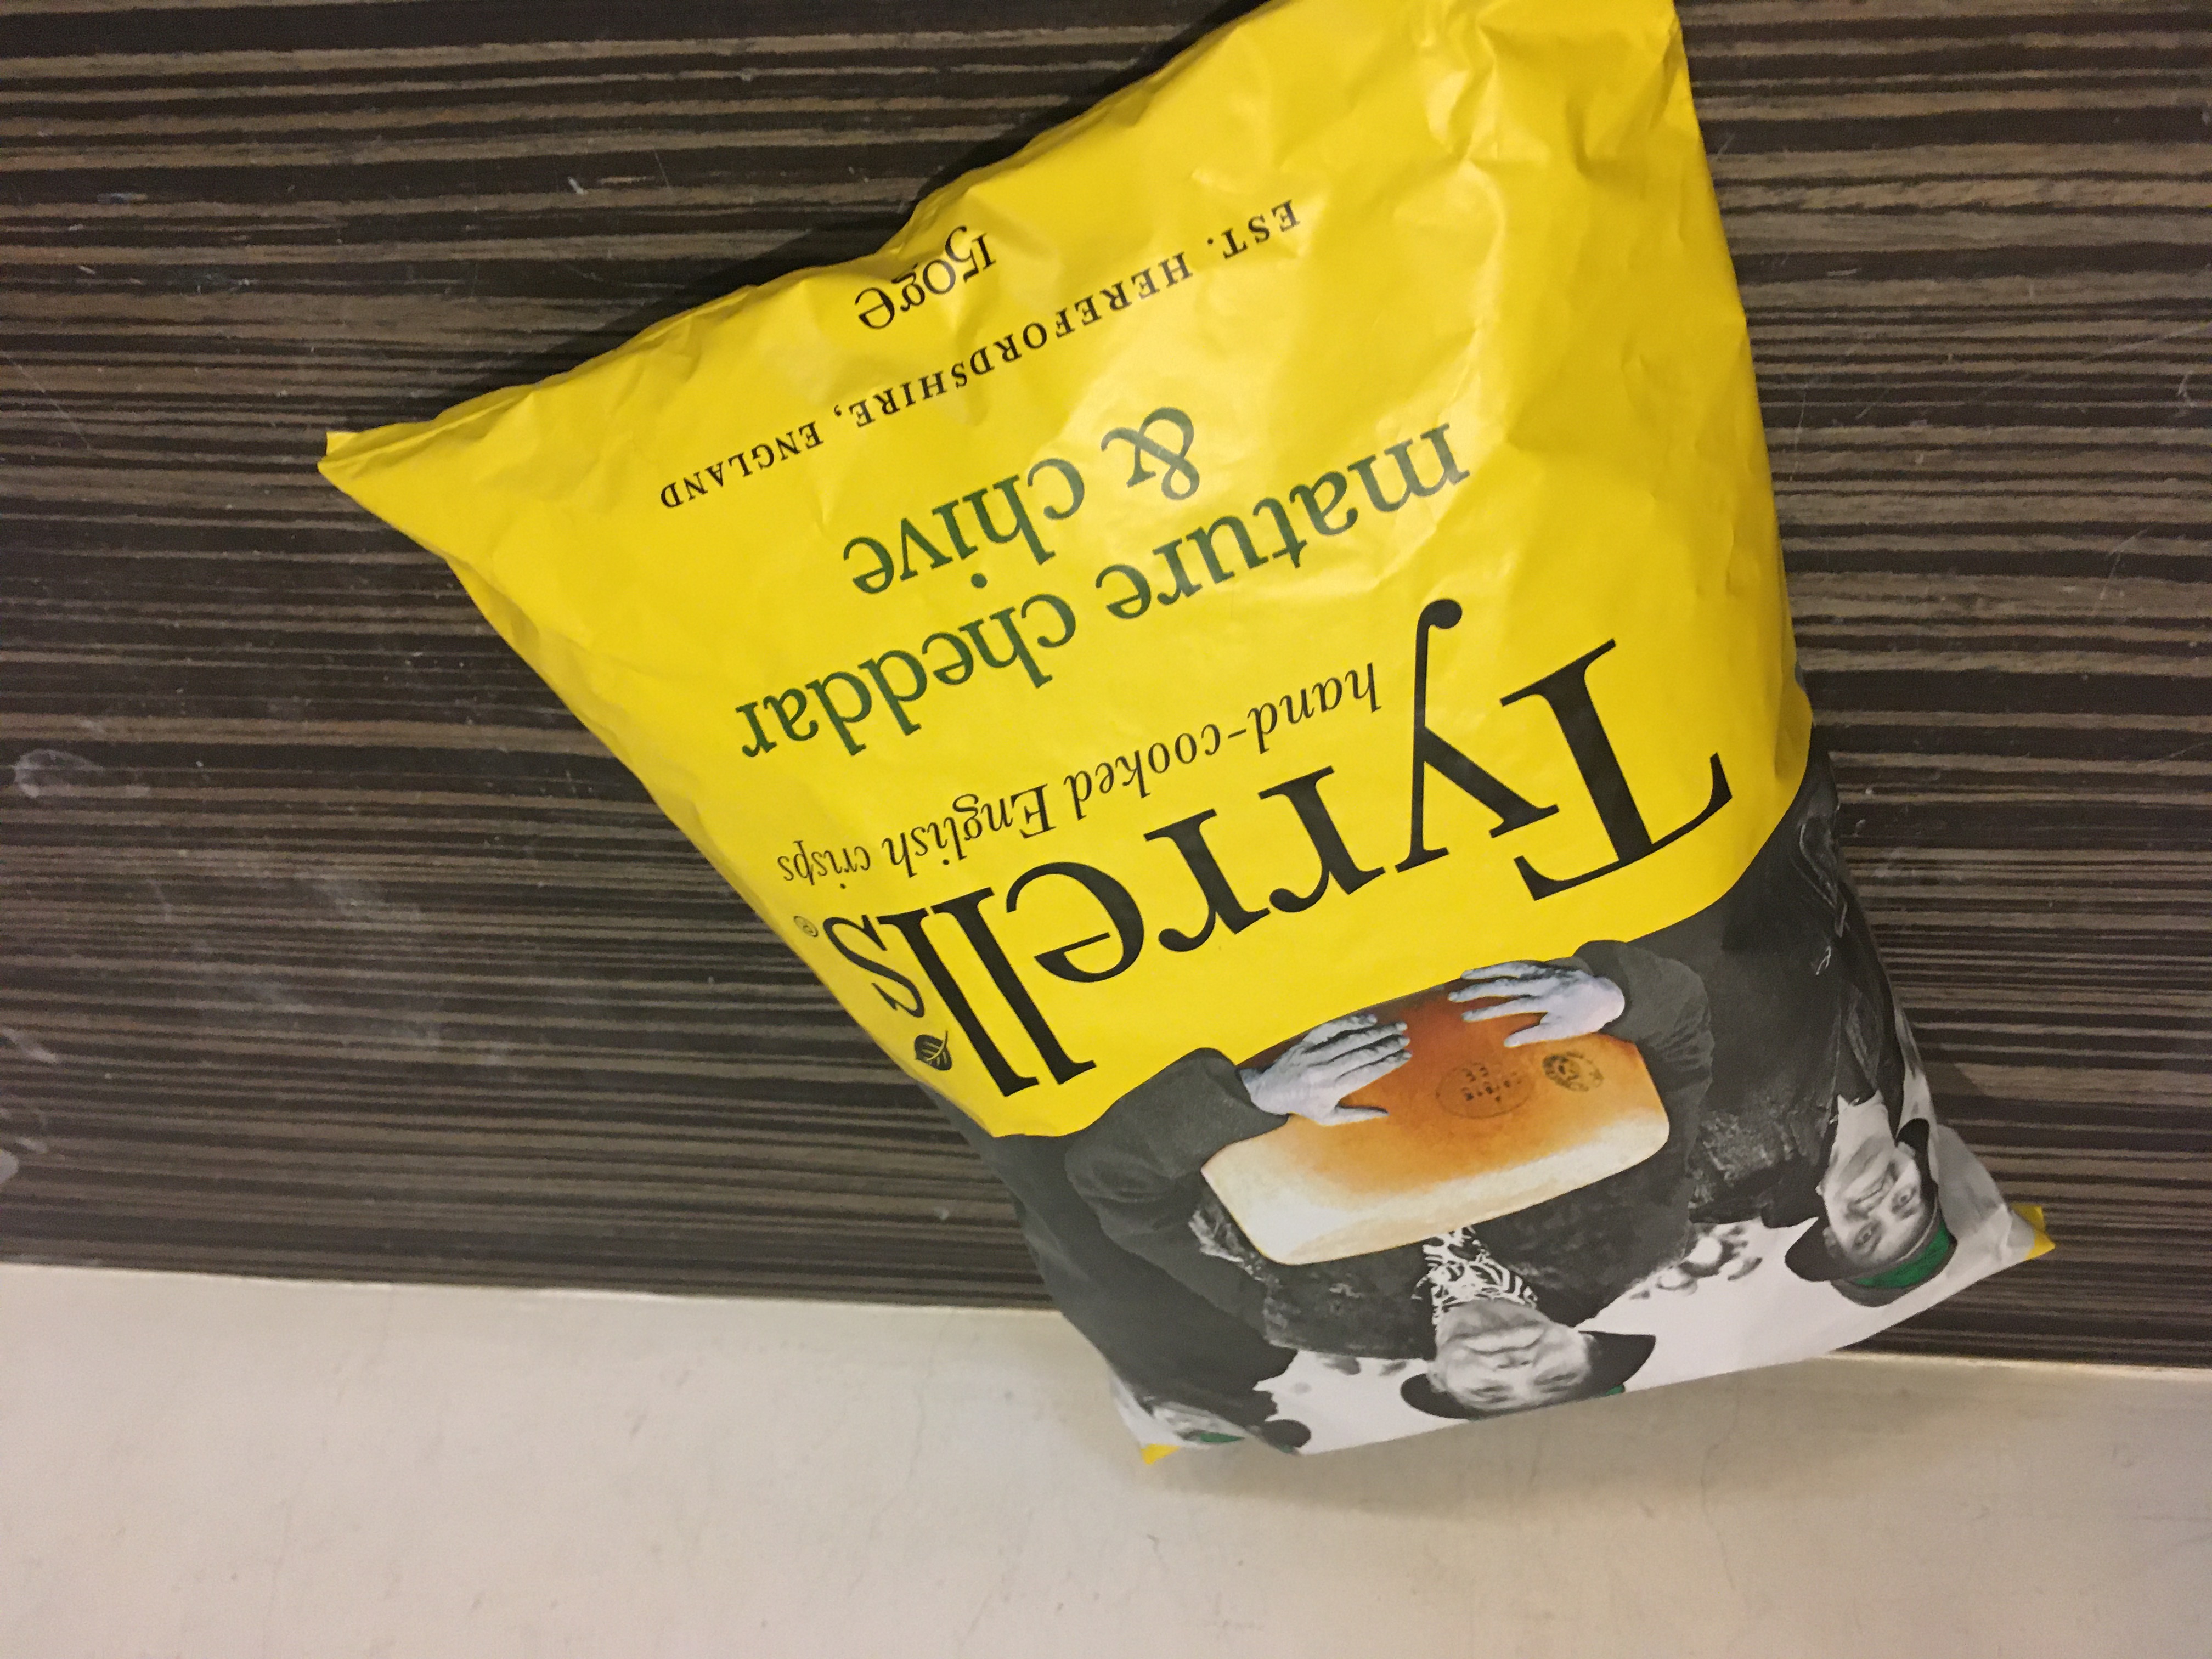 Tyrrells®
hand-cooked English crisps
mature cheddar
& chive
EST. HEREFORDSHIRE, ENGLAND
150g℮